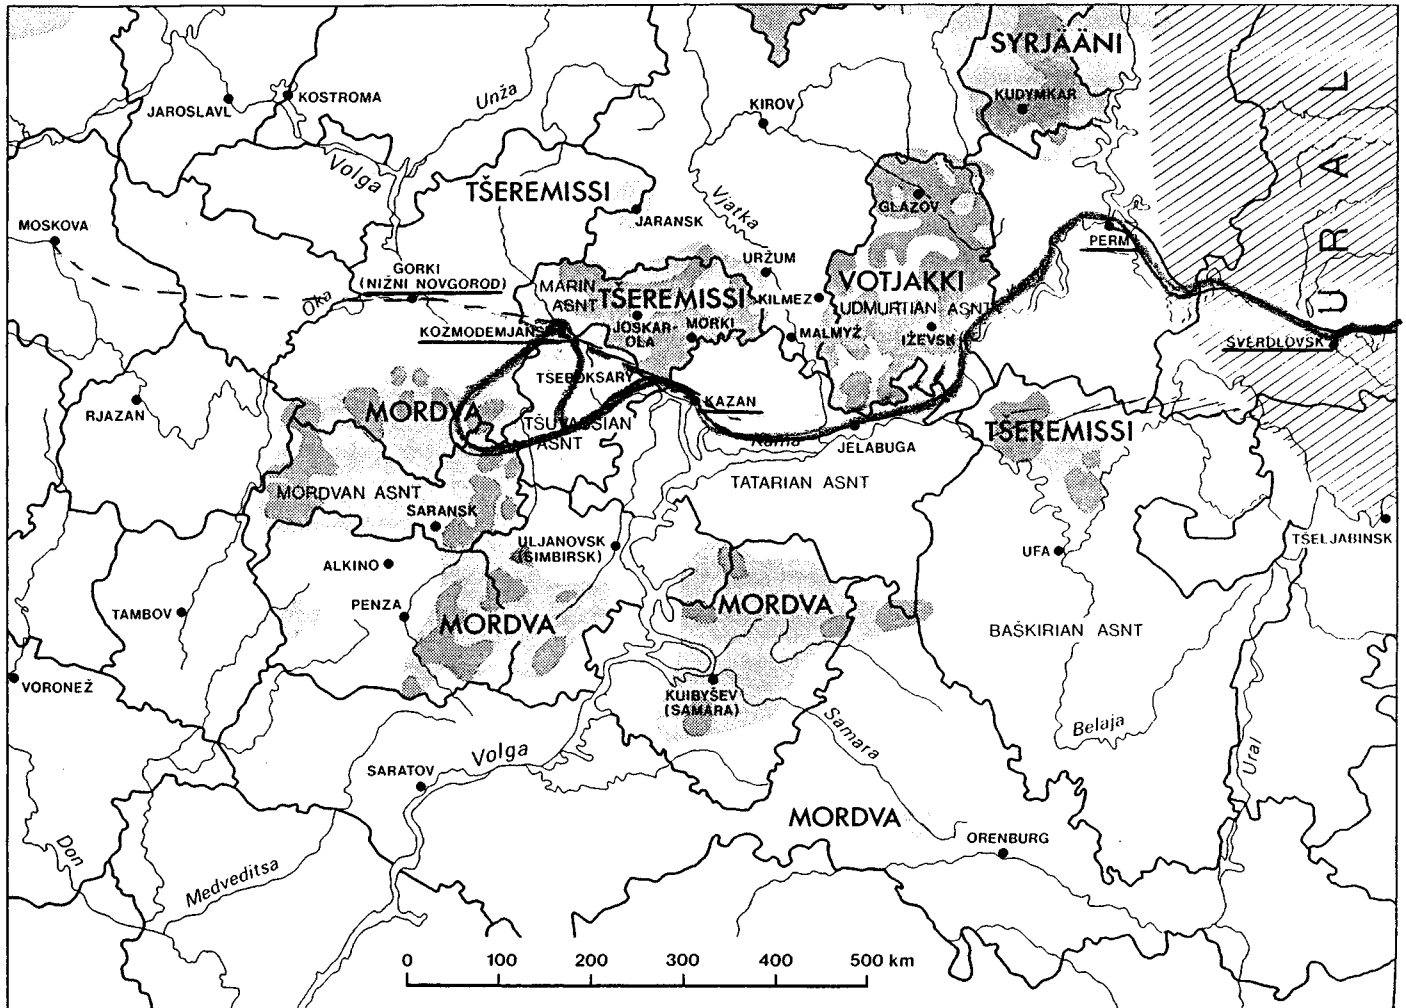 SYRJÄÄNI
KUDYMKAR
URAL
JAROSLAVL
KOSTROMA
Unža
Volga
KIROV
GLAZOV
TŠEREMISSI
JARANSK
Vjatka
MOSKOVA
PERM
GORKI
(NIŽNI NOVGOROD)
Oka
MARIN
ASNT
TŠEREMISSI
URŽUM
KILMEZ
VOTJAKKI
UDMURTIAN ASNT
KOZMODEMJANSK
JOSKAR-
OLA
MORKI
MALMYŽ
IŽEVSK
SVERDLOVSK
TŠEBOKSARY
KAZAN
RJAZAN
MORDVA
TŠUVASSIAN
ASNT
Kama
JELABUGA
TŠEREMISSI
MORDVAN ASNT
TATARIAN ASNT
SARANSK
ULJANOVSK
(SIMBIRSK)
TŠELJABINSK
ALKINO
UFA
TAMBOV
PENZA
MORDVA
MORDVA
BAŠKIRIAN ASNT
VORONEŽ
KUIBYŠEV
(SAMARA)
Samara
Belaja
Ural
Volga
SARATOV
MORDVA
ORENBURG
Don
Medveditsa
0 100 200 300 400 500 km